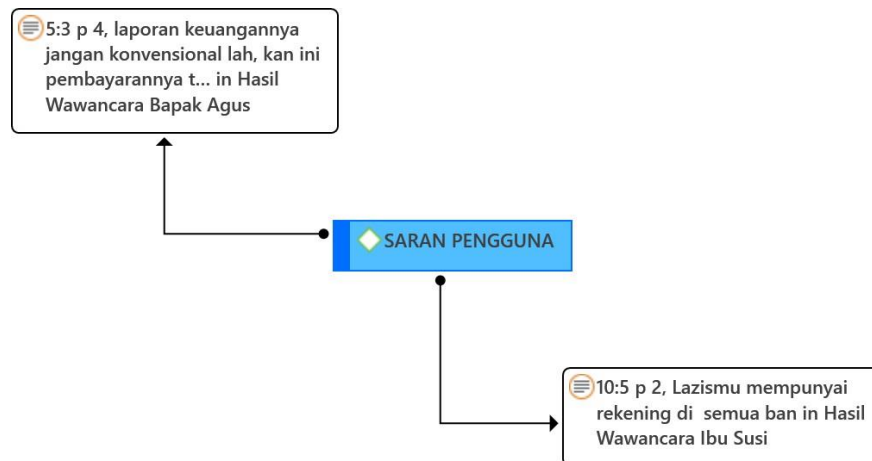 5:3 p 4, laporan keuangannya
jangan konvensional lah, kan ini
pembayarannya t... in Hasil
Wawancara Bapak Agus
SARAN PENGGUNA
10:5 p 2, Lazismu mempunyai
rekening di semua ban in Hasil
Wawancara Ibu Susi